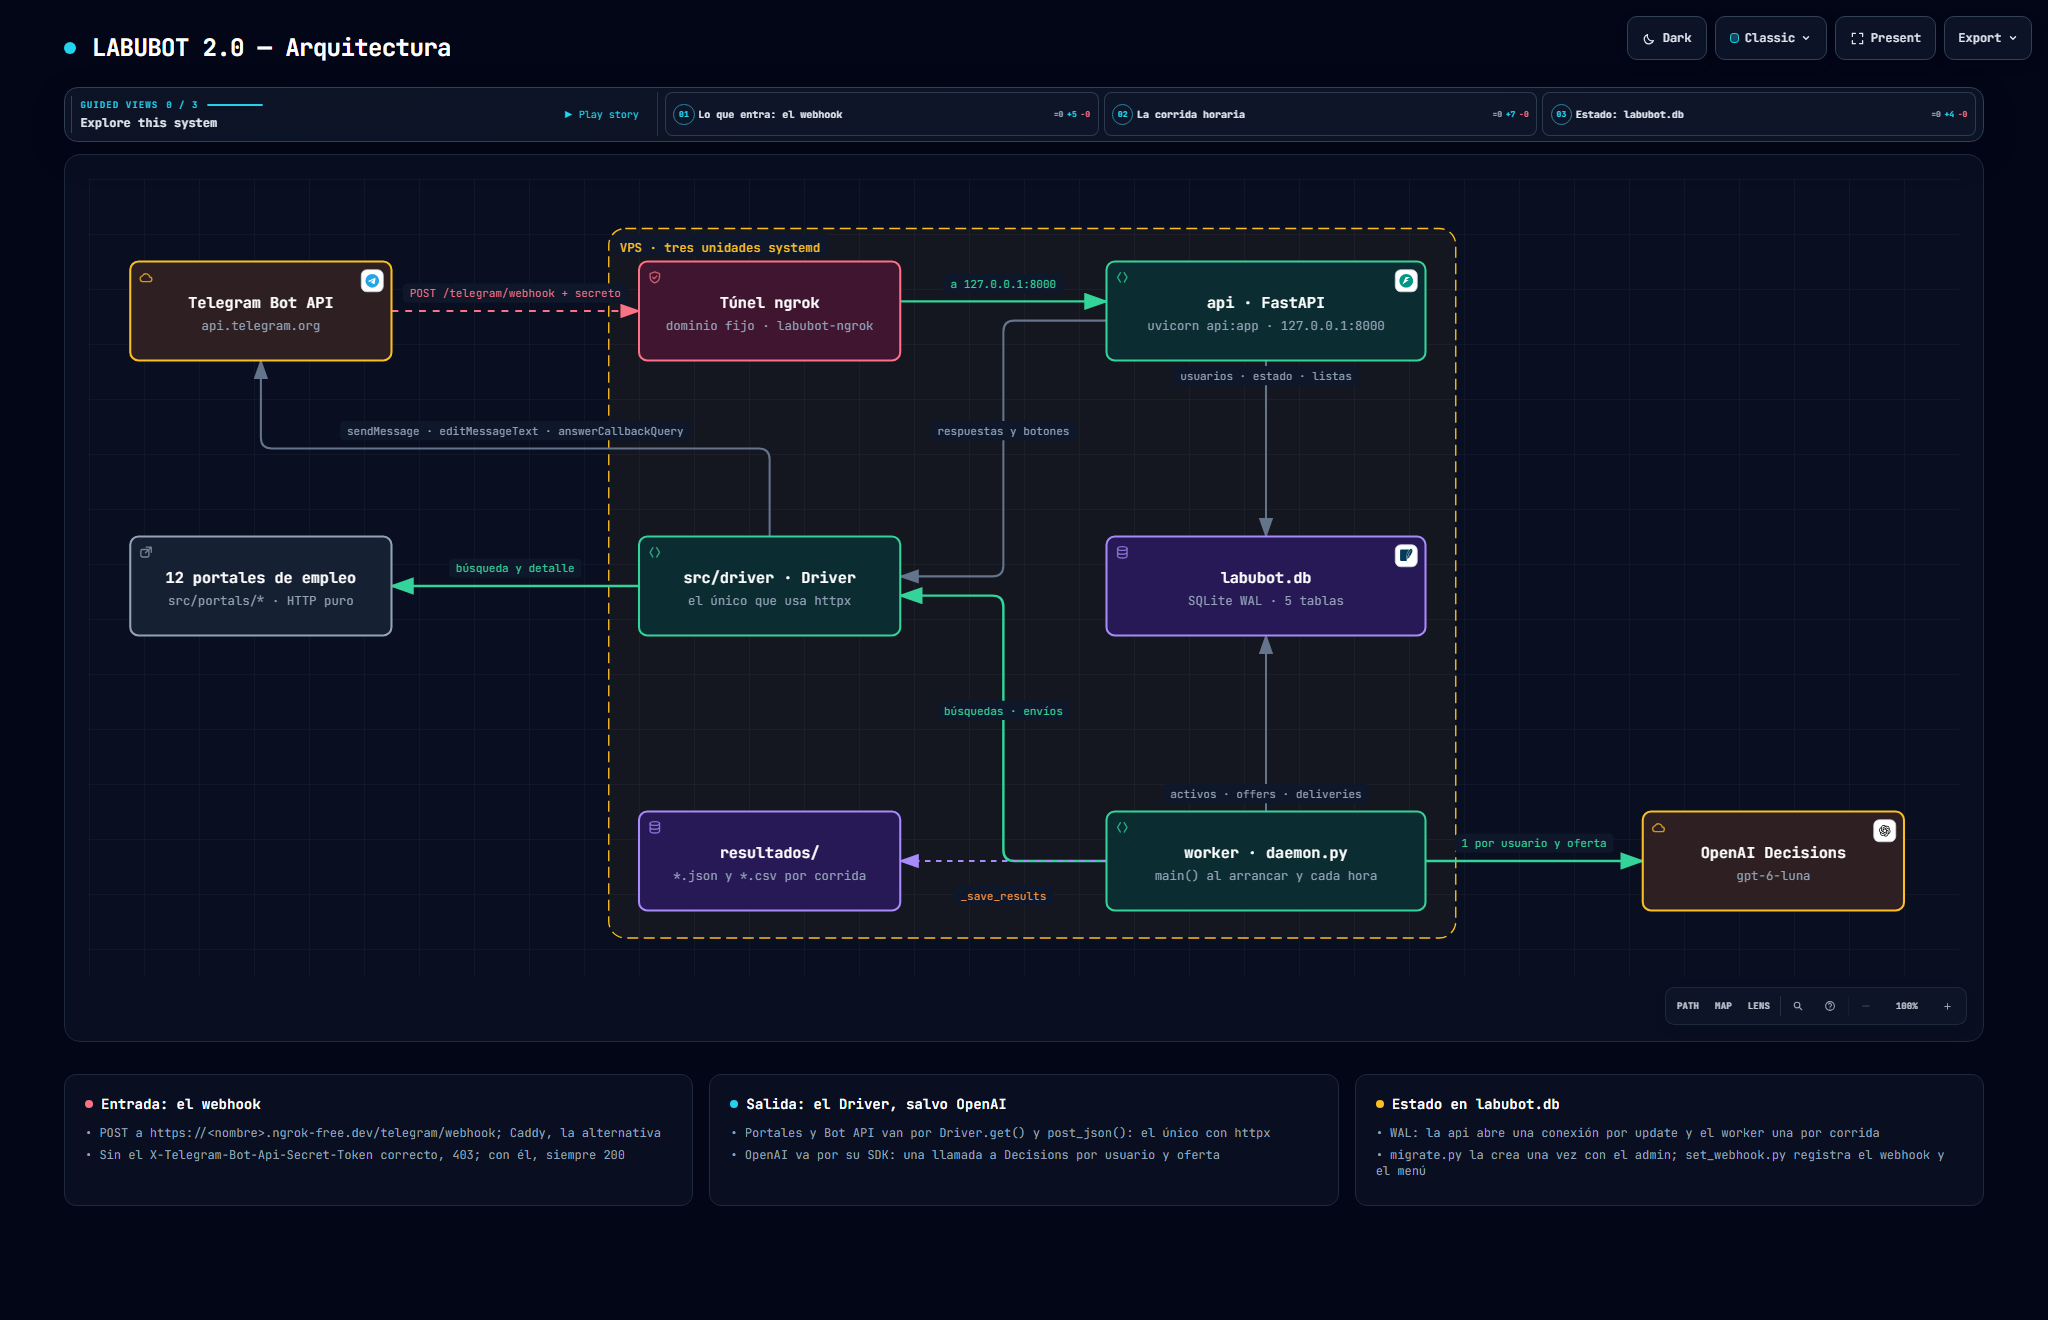 LABUBOT 2.0 — Arquitectura
Dark
Classic
Present
Export
GUIDED VIEWS 0 / 3
Explore this system
▶ Play story
01 Lo que entra: el webhook =0 +5 -0
02 La corrida horaria =0 +7 -0
03 Estado: labubot.db =0 +4 -0
VPS · tres unidades systemd
Telegram Bot API
api.telegram.org
POST /telegram/webhook + secreto
Túnel ngrok
dominio fijo · labubot-ngrok
a 127.0.0.1:8000
api · FastAPI
uvicorn api:app · 127.0.0.1:8000
usuarios · estado · listas
sendMessage · editMessageText · answerCallbackQuery
respuestas y botones
12 portales de empleo
src/portals/* · HTTP puro
búsqueda y detalle
src/driver · Driver
el único que usa httpx
labubot.db
SQLite WAL · 5 tablas
búsquedas · envíos
activos · offers · deliveries
resultados/
*.json y *.csv por corrida
_save_results
worker · daemon.py
main() al arrancar y cada hora
1 por usuario y oferta
OpenAI Decisions
gpt-6-luna
PATH
MAP
LENS
−
100%
+
Entrada: el webhook
• POST a https://<nombre>.ngrok-free.dev/telegram/webhook; Caddy, la alternativa
• Sin el X-Telegram-Bot-Api-Secret-Token correcto, 403; con él, siempre 200
Salida: el Driver, salvo OpenAI
• Portales y Bot API van por Driver.get() y post_json(): el único con httpx
• OpenAI va por su SDK: una llamada a Decisions por usuario y oferta
Estado en labubot.db
• WAL: la api abre una conexión por update y el worker una por corrida
• migrate.py la crea una vez con el admin; set_webhook.py registra el webhook y
el menú